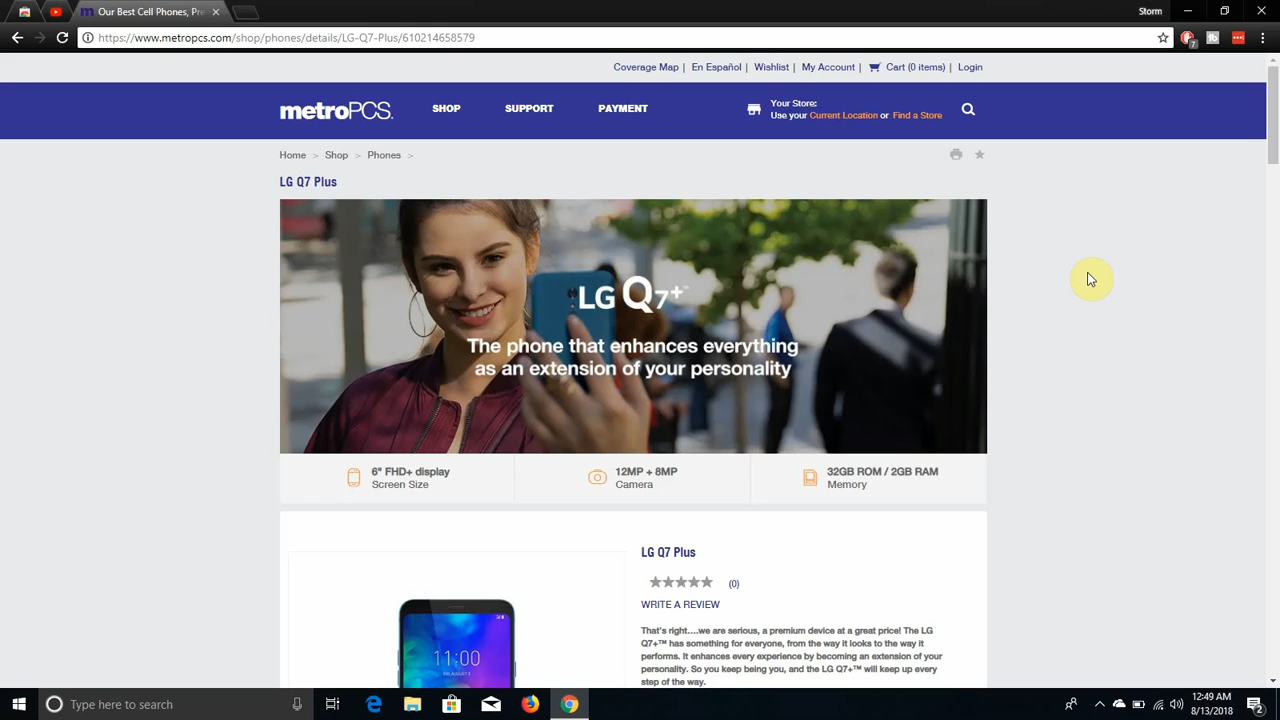 Our Best Cell Phones, Pre
Storm
https://www.metropcs.com/shop/phones/details/LG-Q7-Plus/610214658579
7
Coverage Map | En Español | Wishlist | My Account | Cart (0 items) | Login
metroPCS.
SHOP
SUPPORT
PAYMENT
Your Store:
Use your Current Location or Find a Store
Home > Shop > Phones >
LG Q7 Plus
LG Q7+™
The phone that enhances everything
as an extension of your personality
6" FHD+ display
Screen Size
12MP + 8MP
Camera
32GB ROM / 2GB RAM
Memory
LG Q7 Plus
(0)
WRITE A REVIEW
That's right….we are serious, a premium device at a great price! The LG
Q7+™ has something for everyone, from the way it looks to the way it
performs. It enhances every experience by becoming an extension of your
personality. So you keep being you, and the LG Q7+™ will keep up every
step of the way.
11:00
Type here to search
12:49 AM
8/13/2018
2